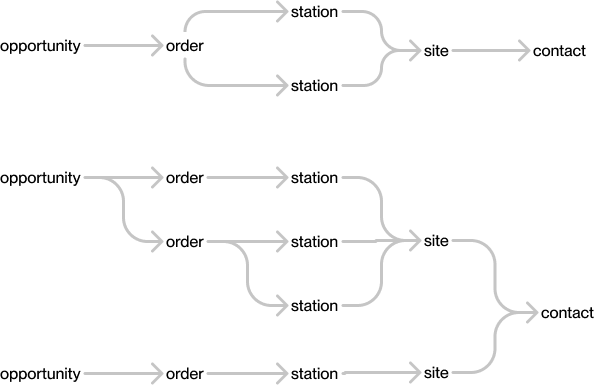 station
opportunity order site contact
station
opportunity order station
order station site
station
contact
opportunity order station site